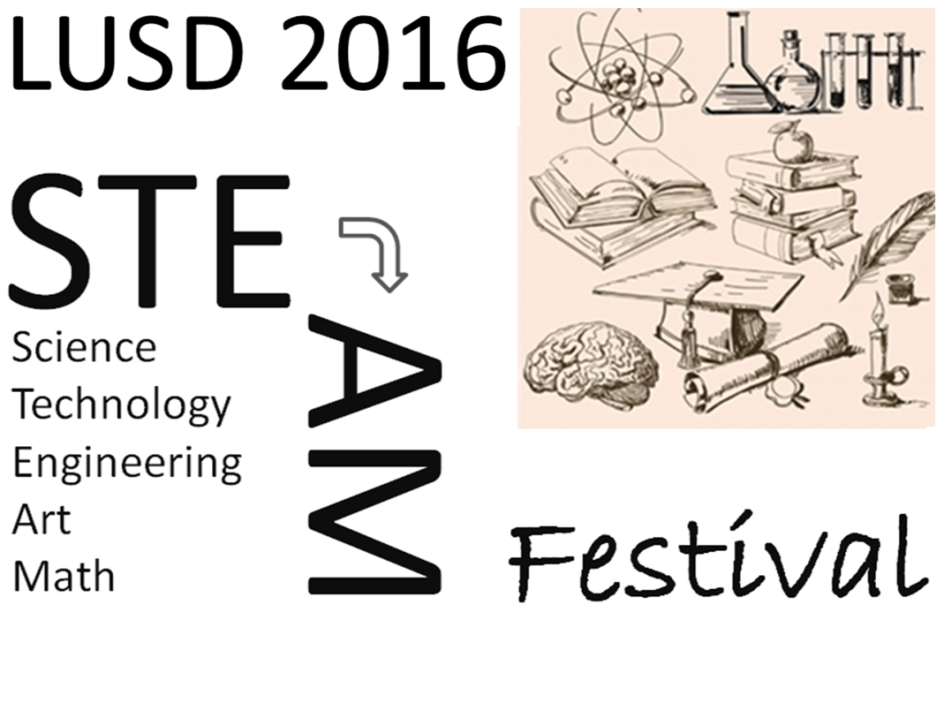 LUSD 2016
STE
AM
Science
Technology
Engineering
Art
Math
Festival